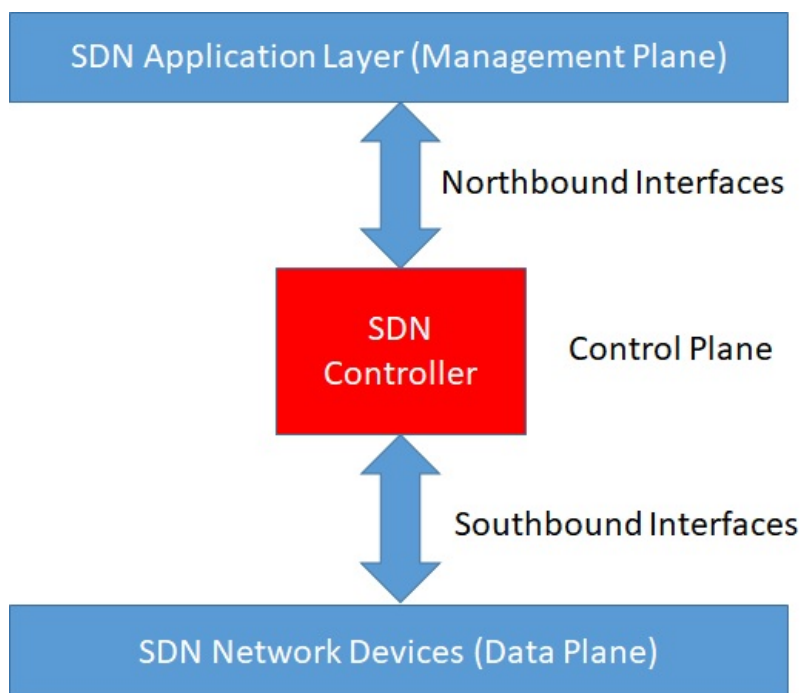 SDN Application Layer (Management Plane)
Northbound Interfaces
SDN
Controller
Control Plane
Southbound Interfaces
SDN Network Devices (Data Plane)